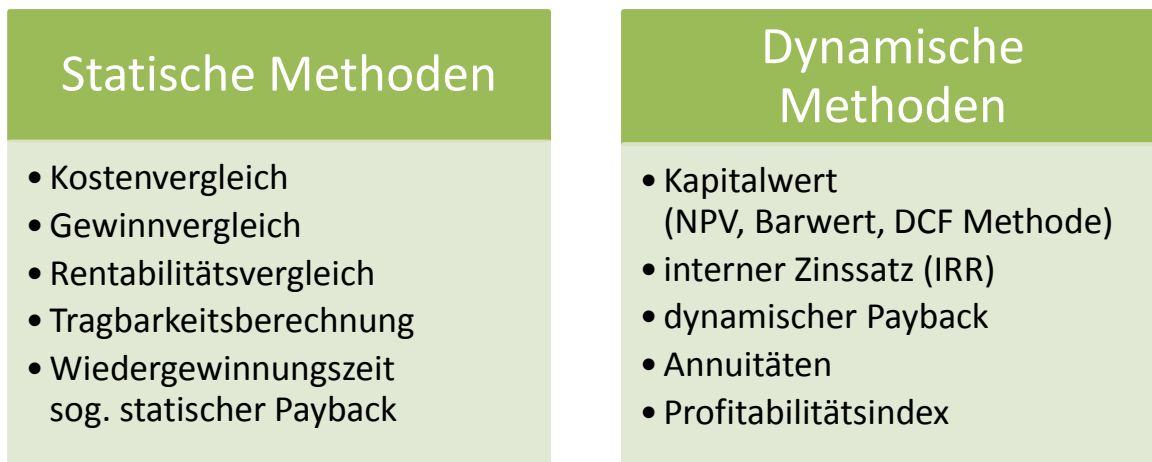 Statische Methoden
• Kostenvergleich
• Gewinnvergleich
• Rentabilitätsvergleich
• Tragbarkeitsberechnung
• Wiedergewinnungszeit
sog. statischer Payback
Dynamische
Methoden
• Kapitalwert
(NPV, Barwert, DCF Methode)
• interner Zinssatz (IRR)
• dynamischer Payback
• Annuitäten
• Profitabilitätsindex